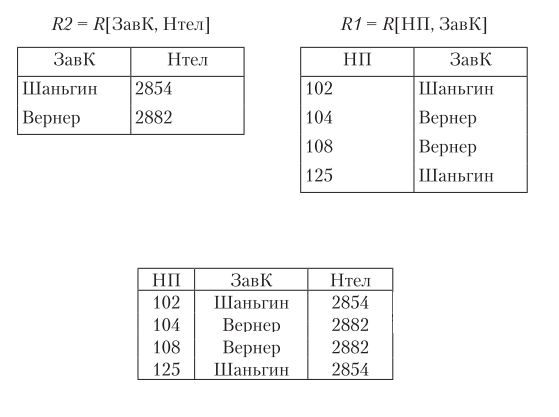 R2 = R[ЗавК, Нтел]
ЗавК Нтел
Шаньгин 2854
Вернер 2882
R1 = R[НП, ЗавК]
НП ЗавК
102 Шаньгин
104 Вернер
108 Вернер
125 Шаньгин
НП ЗавК Нтел
102 Шаньгин 2854
104 Вернер 2882
108 Вернер 2882
125 Шаньгин 2854